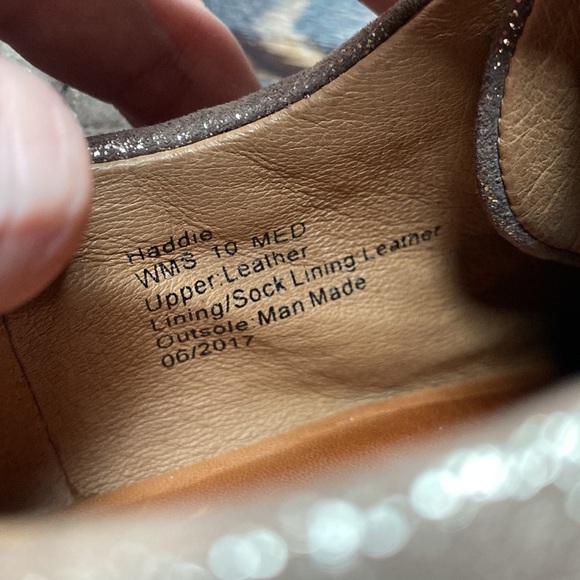 Haddie
WMS 10 MED
Upper:Leather
Lining/Sock Lining:Leather
Outsole:Man Made
06/2017